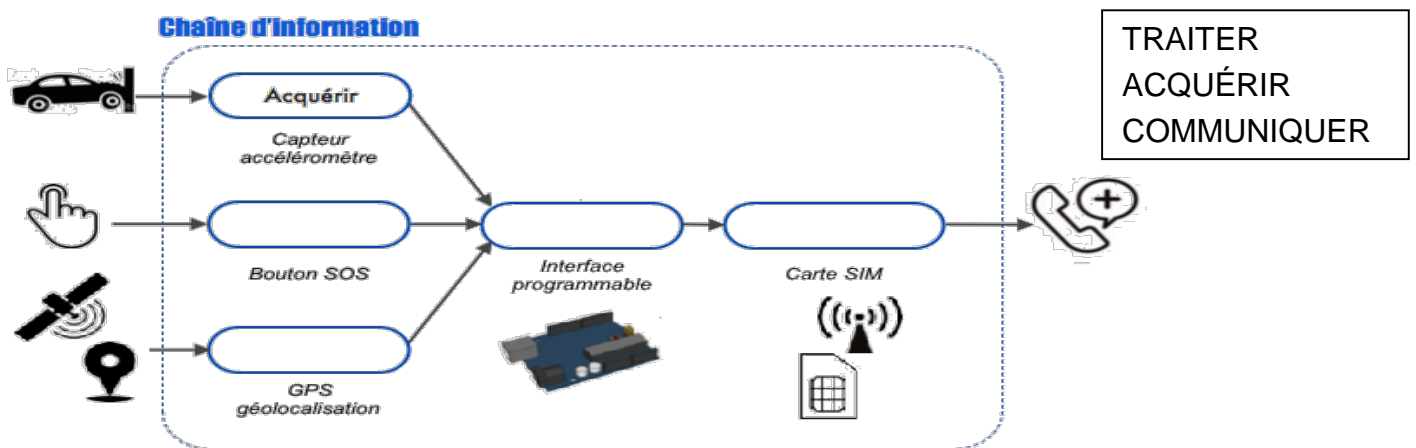 Chaîne d'information
TRAITER
ACQUÉRIR
COMMUNIQUER
Acquérir
Capteur
accéléromètre
Bouton SOS
Interface
programmable
Carte SIM
GPS
géolocalisation